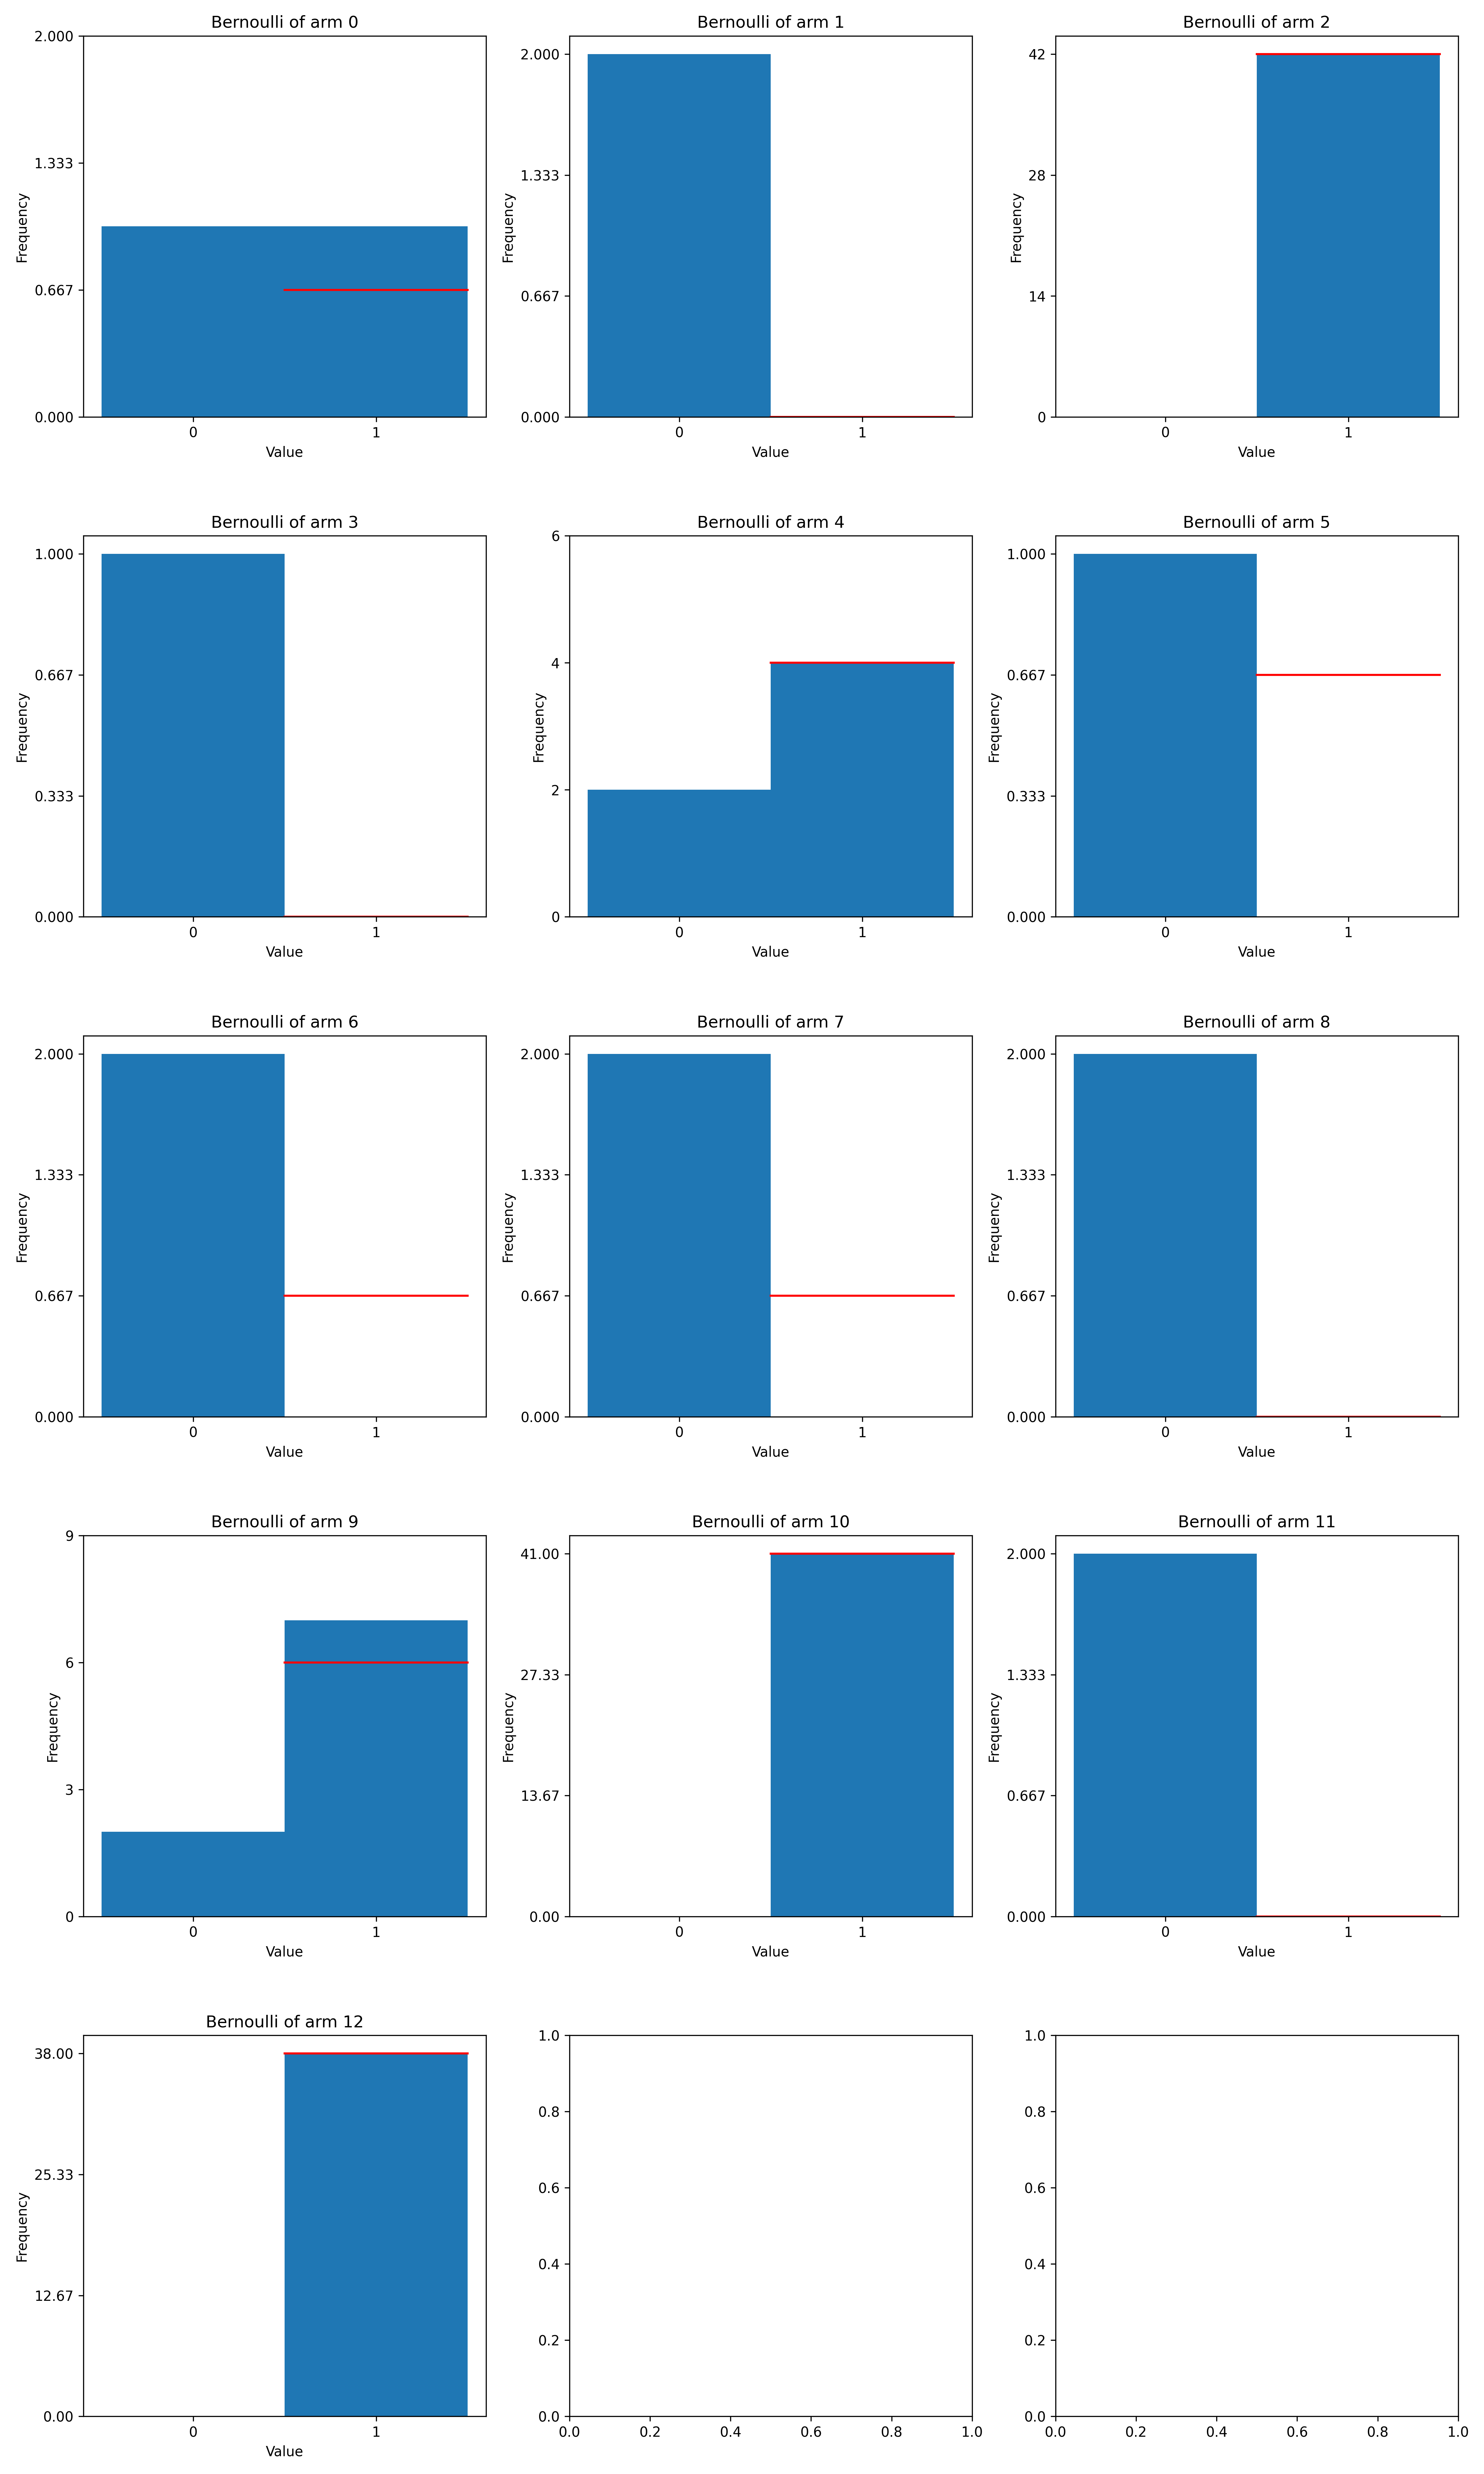 Bernoulli of arm 0
2.000
1.333
0.667
0.000
Frequency
0 1
Value
Bernoulli of arm 1
2.000
1.333
0.667
0.000
Frequency
0 1
Value
Bernoulli of arm 2
42
28
14
0
Frequency
0 1
Value
Bernoulli of arm 3
1.000
0.667
0.333
0.000
Frequency
0 1
Value
Bernoulli of arm 4
6
4
2
0
Frequency
0 1
Value
Bernoulli of arm 5
1.000
0.667
0.333
0.000
Frequency
0 1
Value
Bernoulli of arm 6
2.000
1.333
0.667
0.000
Frequency
0 1
Value
Bernoulli of arm 7
2.000
1.333
0.667
0.000
Frequency
0 1
Value
Bernoulli of arm 8
2.000
1.333
0.667
0.000
Frequency
0 1
Value
Bernoulli of arm 9
9
6
3
0
Frequency
0 1
Value
Bernoulli of arm 10
41.00
27.33
13.67
0.00
Frequency
0 1
Value
Bernoulli of arm 11
2.000
1.333
0.667
0.000
Frequency
0 1
Value
Bernoulli of arm 12
38.00
25.33
12.67
0.00
Frequency
0 1
Value
1.0
0.8
0.6
0.4
0.2
0.0
0.0 0.2 0.4 0.6 0.8 1.0
1.0
0.8
0.6
0.4
0.2
0.0
0.0 0.2 0.4 0.6 0.8 1.0